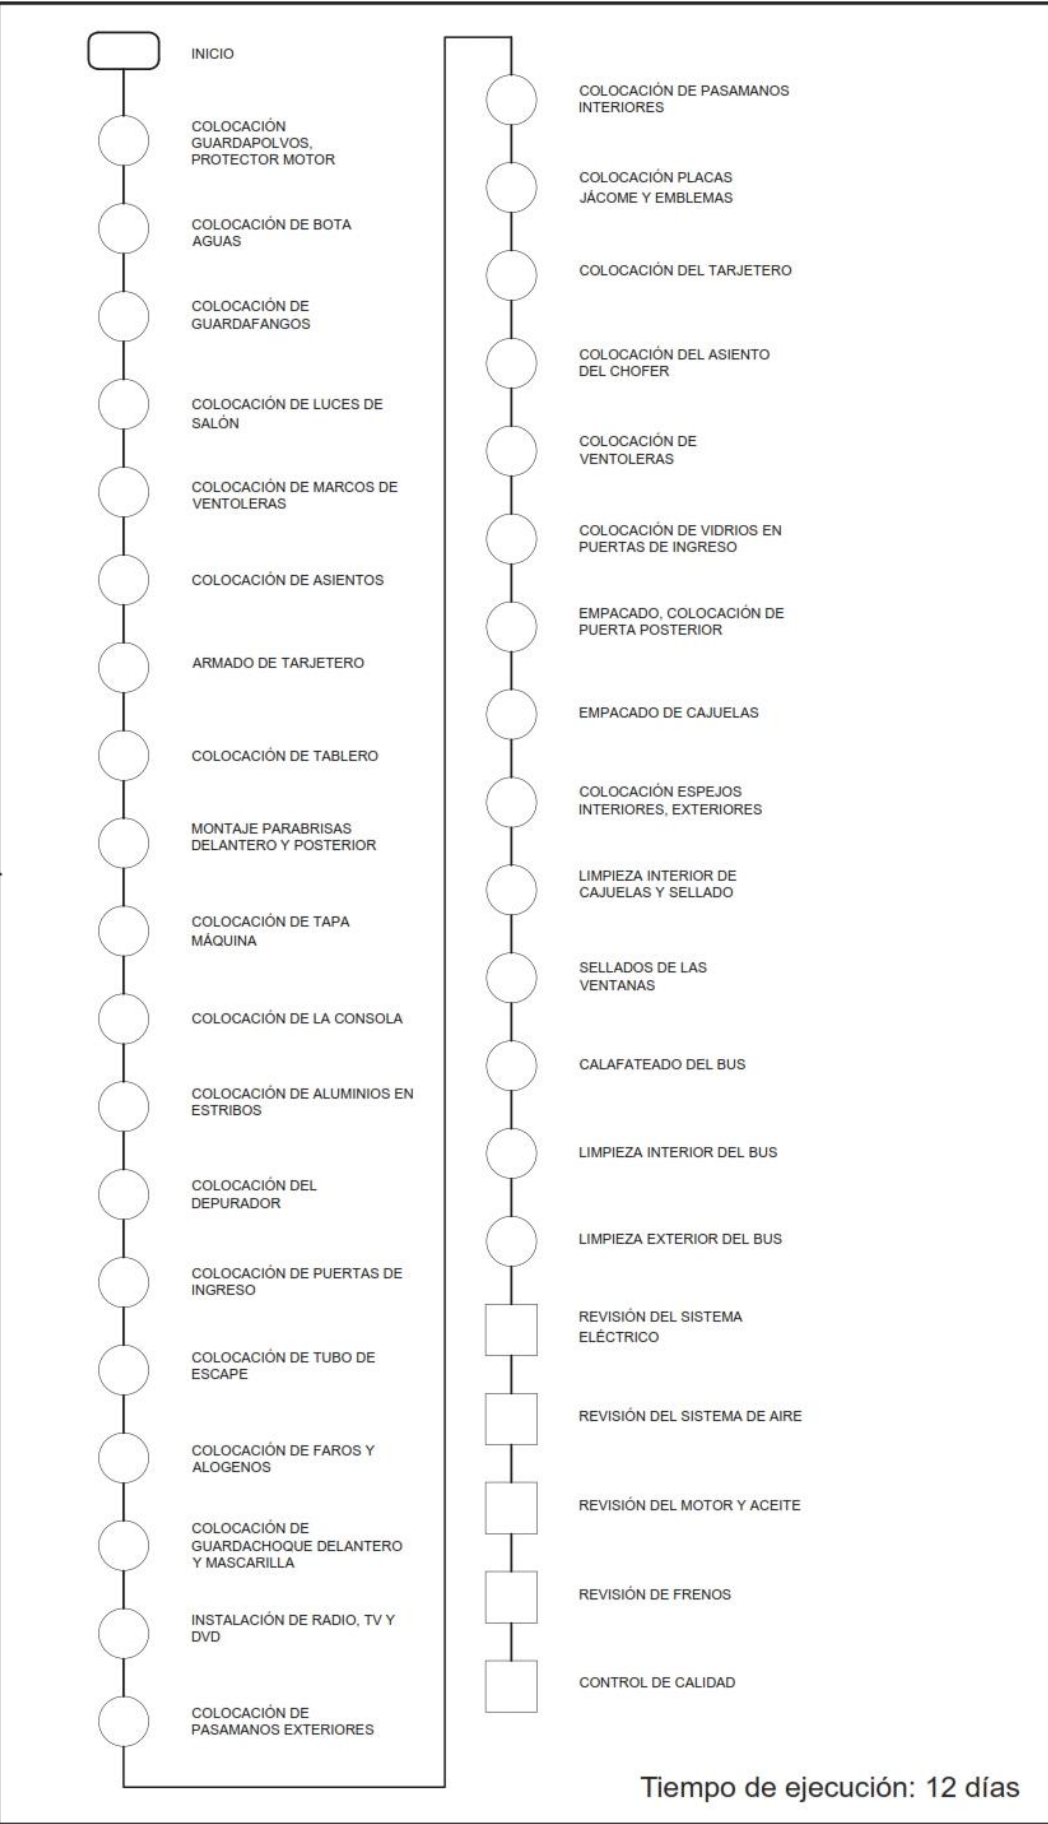 INICIO
COLOCACIÓN
GUARDAPOLVOS,
PROTECTOR MOTOR
COLOCACIÓN DE BOTA
AGUAS
COLOCACIÓN DE
GUARDAFANGOS
COLOCACIÓN DE LUCES DE
SALÓN
COLOCACIÓN DE MARCOS DE
VENTOLERAS
COLOCACIÓN DE ASIENTOS
ARMADO DE TARJETERO
COLOCACIÓN DE TABLERO
MONTAJE PARABRISAS
DELANTERO Y POSTERIOR
COLOCACIÓN DE TAPA
MÁQUINA
COLOCACIÓN DE LA CONSOLA
COLOCACIÓN DE ALUMINIOS EN
ESTRIBOS
COLOCACIÓN DEL
DEPURADOR
COLOCACIÓN DE PUERTAS DE
INGRESO
COLOCACIÓN DE TUBO DE
ESCAPE
COLOCACIÓN DE FAROS Y
ALOGENOS
COLOCACIÓN DE
GUARDACHOQUE DELANTERO
Y MASCARILLA
INSTALACIÓN DE RADIO, TV Y
DVD
COLOCACIÓN DE
PASAMANOS EXTERIORES
COLOCACIÓN DE PASAMANOS
INTERIORES
COLOCACIÓN PLACAS
JÁCOME Y EMBLEMAS
COLOCACIÓN DEL TARJETERO
COLOCACIÓN DEL ASIENTO
DEL CHOFER
COLOCACIÓN DE
VENTOLERAS
COLOCACIÓN DE VIDRIOS EN
PUERTAS DE INGRESO
EMPACADO, COLOCACIÓN DE
PUERTA POSTERIOR
EMPACADO DE CAJUELAS
COLOCACIÓN ESPEJOS
INTERIORES, EXTERIORES
LIMPIEZA INTERIOR DE
CAJUELAS Y SELLADO
SELLADOS DE LAS
VENTANAS
CALAFATEADO DEL BUS
LIMPIEZA INTERIOR DEL BUS
LIMPIEZA EXTERIOR DEL BUS
REVISIÓN DEL SISTEMA
ELÉCTRICO
REVISIÓN DEL SISTEMA DE AIRE
REVISIÓN DEL MOTOR Y ACEITE
REVISIÓN DE FRENOS
CONTROL DE CALIDAD
Tiempo de ejecución: 12 días